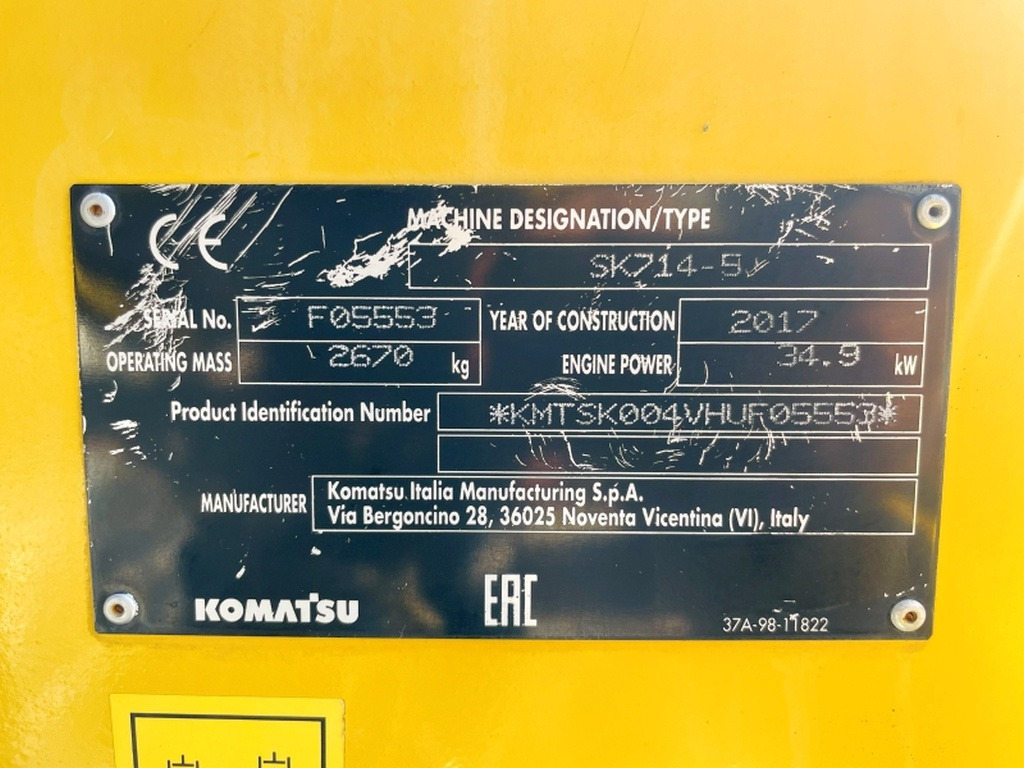 CE
MACHINE DESIGNATION/TYPE
SK714-5
SERIAL No. F05553 YEAR OF CONSTRUCTION 2017
OPERATING MASS 2670 kg ENGINE POWER 34.9 kW
Product Identification Number *KMTSK004VHUF05553*
MANUFACTURER Komatsu Italia Manufacturing S.p.A.
Via Bergoncino 28, 36025 Noventa Vicentina (VI), Italy
KOMATSU EAC
37A-98-11822